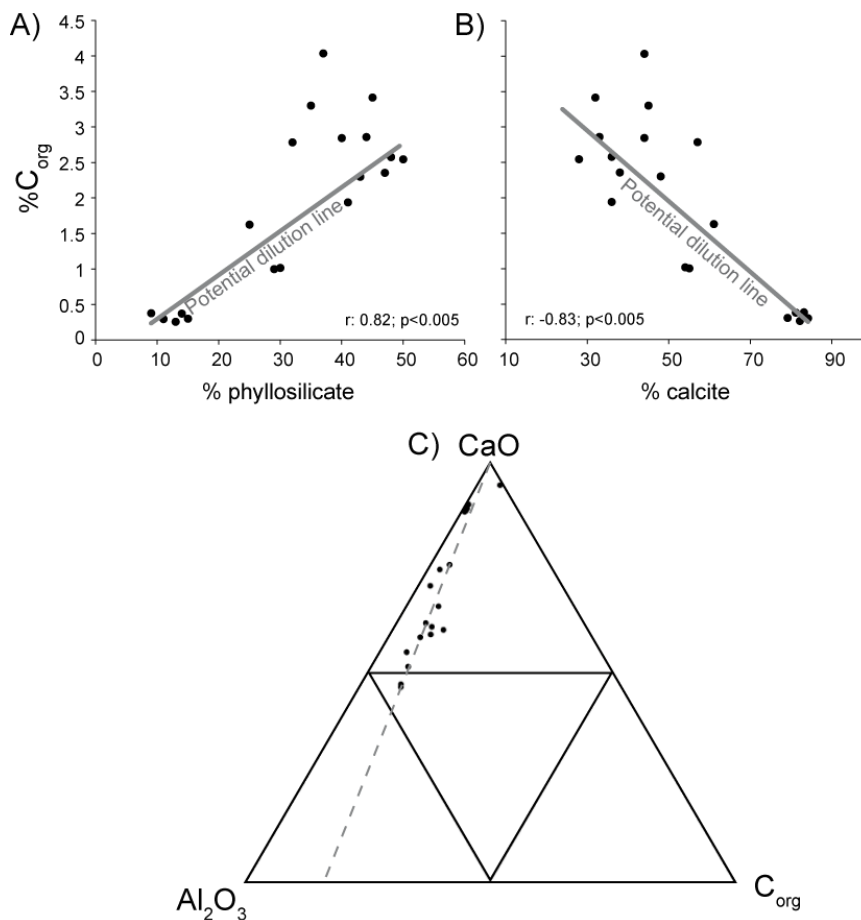 A)
4.5
4
3.5
3
2.5
2
1.5
1
0.5
0
%Corg
Potential dilution line
r: 0.82; p<0.005
0 10 20 30 40 50 60
% phyllosilicate
B)
Potential dilution line
r: -0.83; p<0.005
10 30 50 70 90
% calcite
C) CaO
Al2O3
Corg